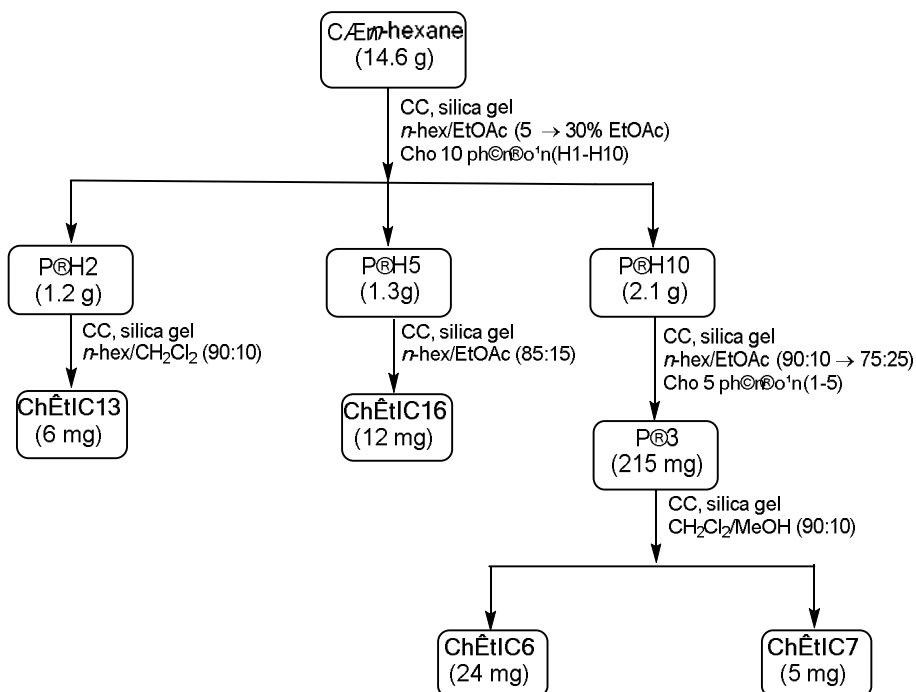 CÆn n-hexane
(14.6 g)
CC, silica gel
n-hex/EtOAc (5 → 30% EtOAc)
Cho 10 ph©n®o¹n(H1-H10)
P®H2
(1.2 g)
P®H5
(1.3g)
P®H10
(2.1 g)
CC, silica gel
n-hex/CH₂Cl₂ (90:10)
CC, silica gel
n-hex/EtOAc (85:15)
CC, silica gel
n-hex/EtOAc (90:10 → 75:25)
Cho 5 ph©n®o¹n(1-5)
ChÊtIC13
(6 mg)
ChÊtIC16
(12 mg)
P®3
(215 mg)
CC, silica gel
CH₂Cl₂/MeOH (90:10)
ChÊtIC6
(24 mg)
ChÊtIC7
(5 mg)